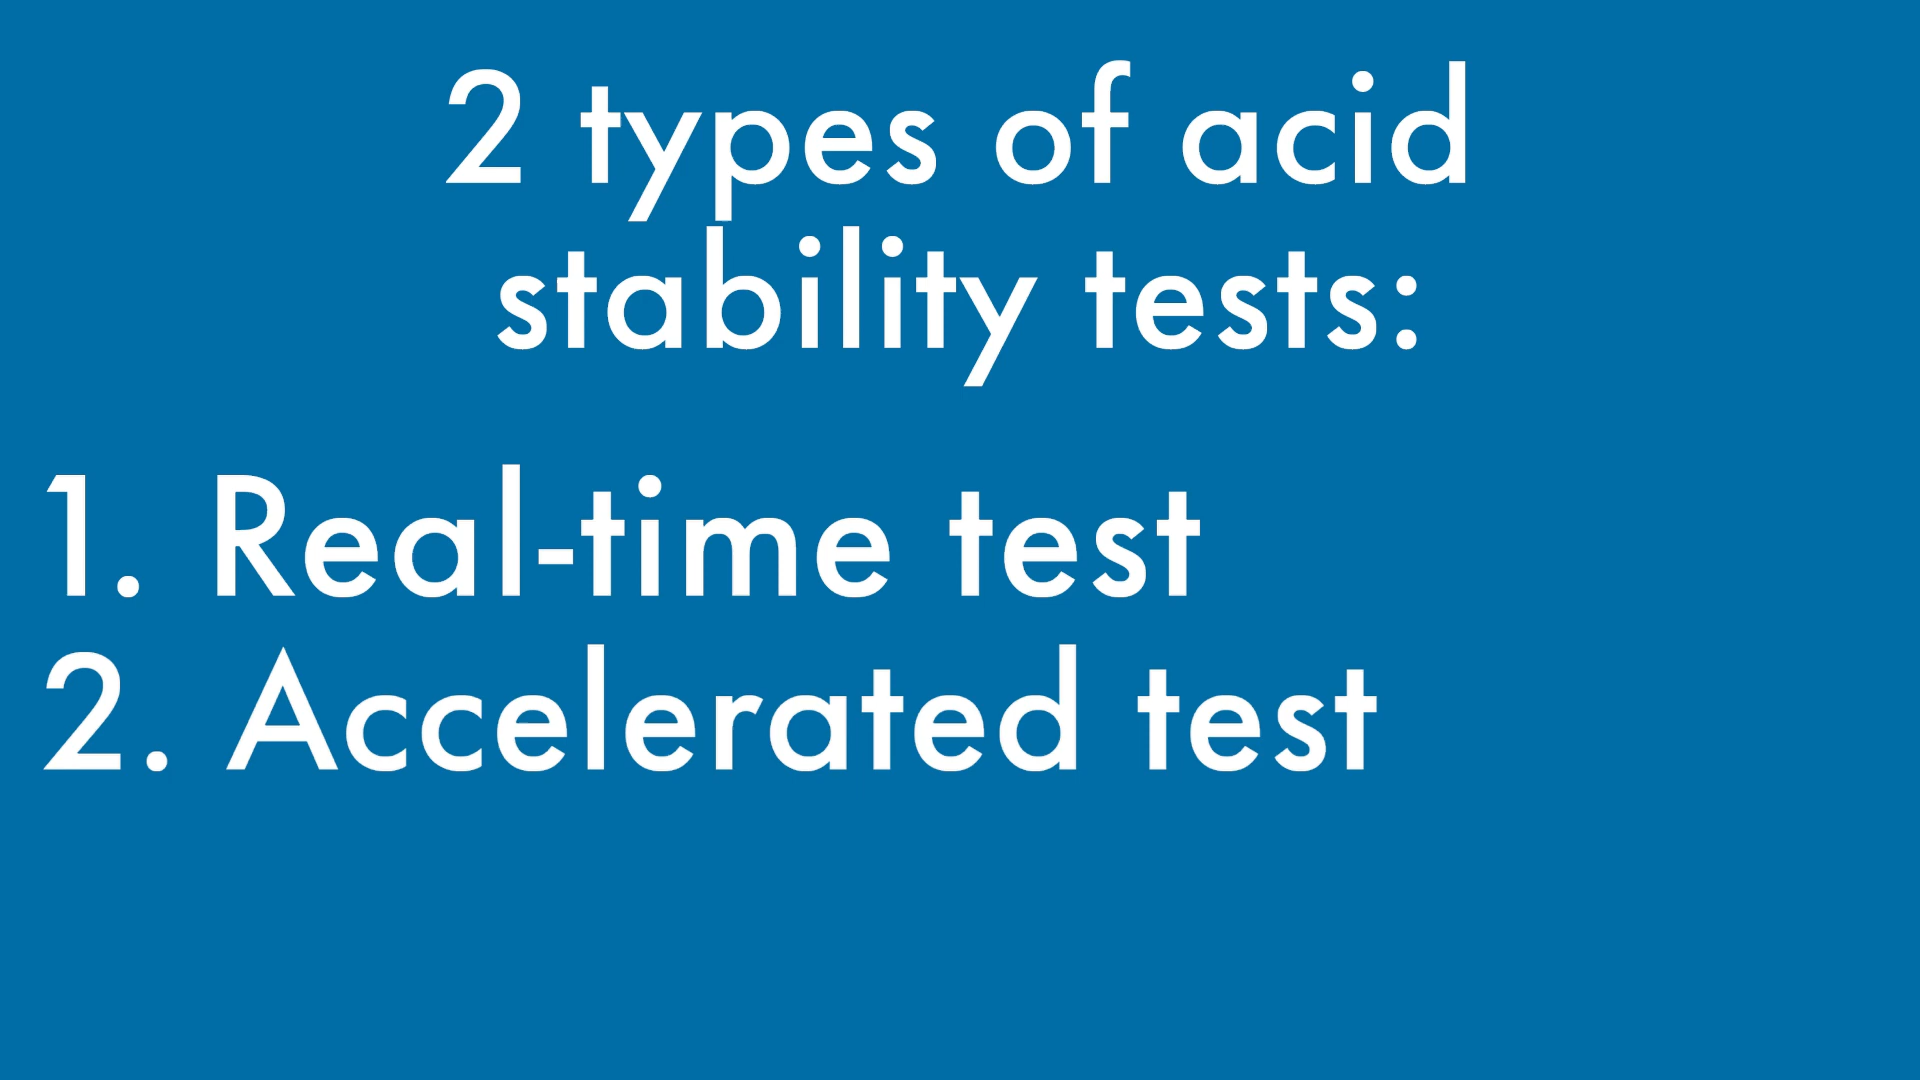 2 types of acid
stability tests:
1. Real-time test
2. Accelerated test